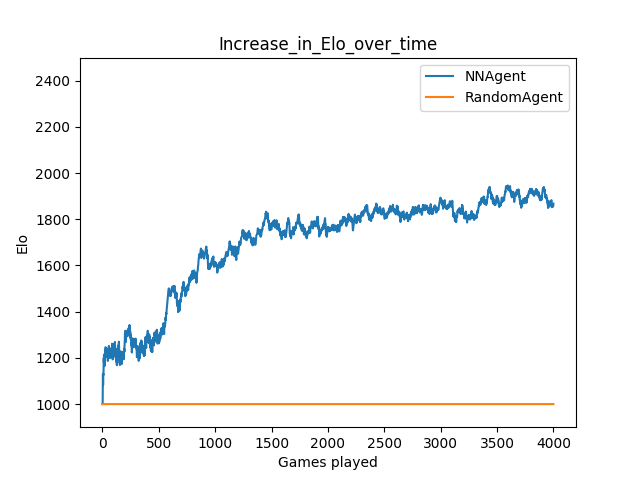 Increase_in_Elo_over_time
NNAgent
RandomAgent
2400
2200
2000
1800
1600
1400
1200
1000
Elo
0 500 1000 1500 2000 2500 3000 3500 4000
Games played